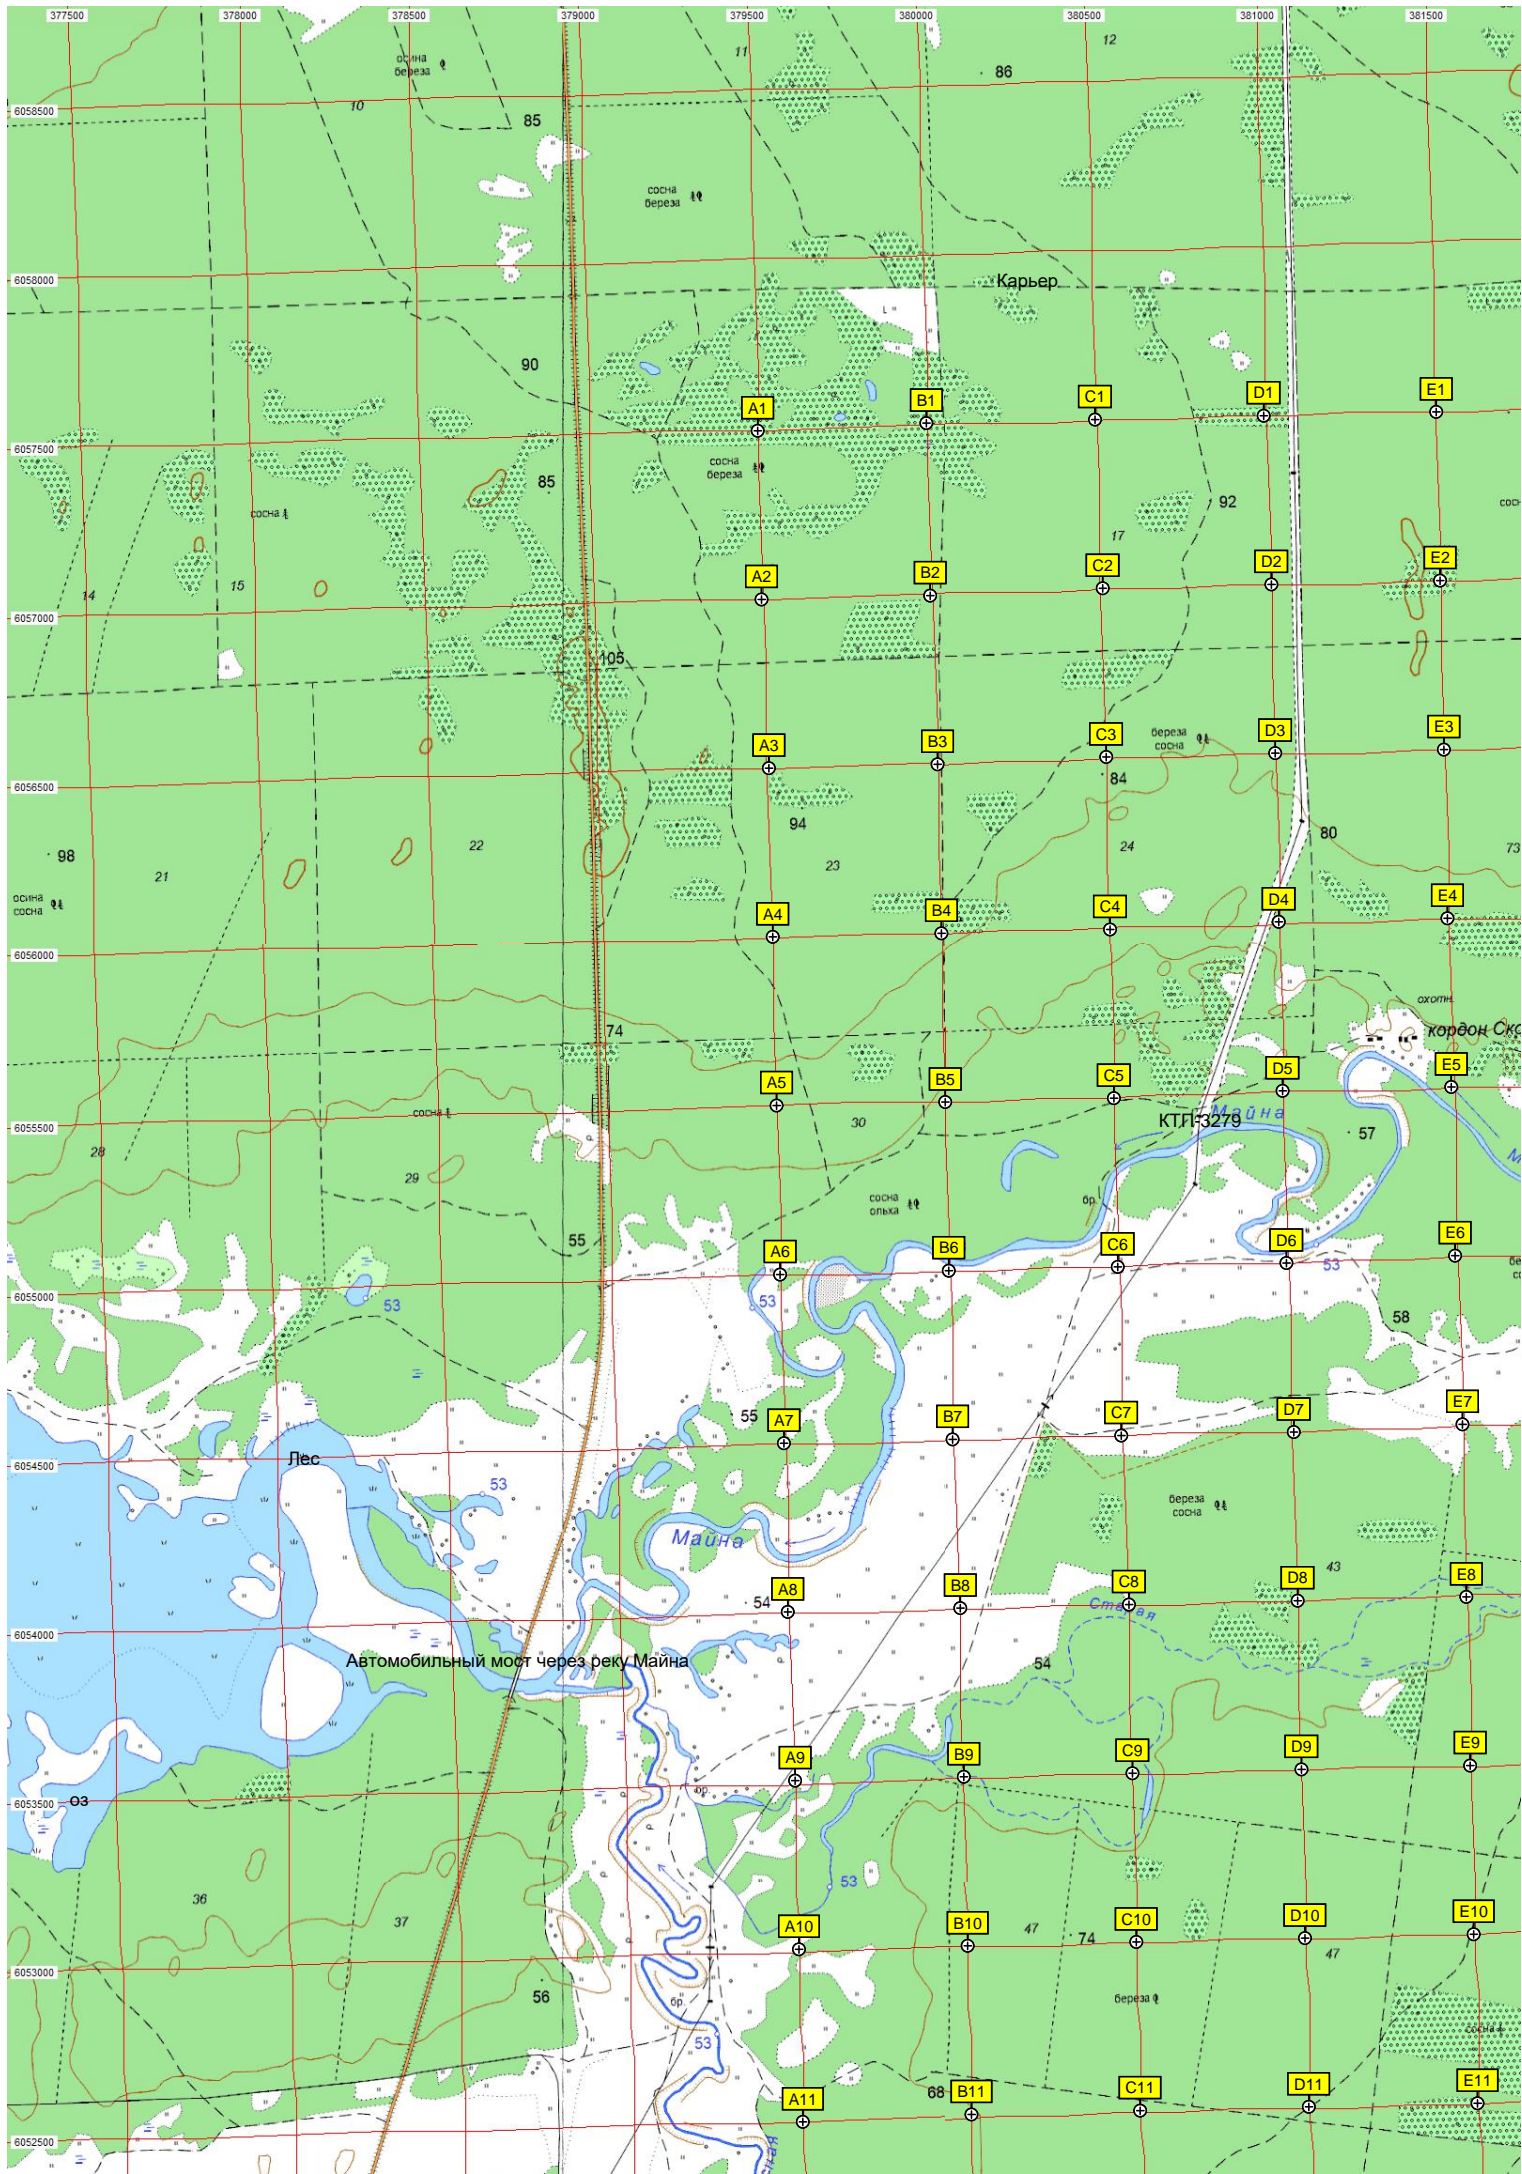 377500 378000 378500 379000 379500 380000 380500 381000 381500
осина
береза
11
12
86
10
6058500
85
сосна
береза
6058000
Карьер
90
A1 B1 C1 D1 E1
6057500
сосна
береза
85
сосна
92
17
A2 B2 C2 D2 E2
14
15
6057000
105
A3 B3 C3 D3 E3
береза
сосна
84
6056500
94
80
98
21
22
23
24
73
осина
сосна
A4 B4 C4 D4 E4
6056000
охотн.
74
кордон Ско
A5 B5 C5 D5 E5
сосна
Майна
КТП-3279
6055500
30
57
28
29
сосна
ольха
бр.
55
A6 B6 C6 D6 E6
53
6055000
53
53
58
55
A7 B7 C7 D7 E7
Лес
6054500
53
береза
сосна
Майна
43
A8 B8 C8 D8 E8
54
Старая
6054000
Автомобильный мост через реку Майна
54
A9 B9 C9 D9 E9
бр.
6053500
оз
53
36
37
A10 B10 C10 D10 E10
47
74
47
6053000
56
бр.
береза
53
сосна
68
A11 B11 C11 D11 E11
6052500